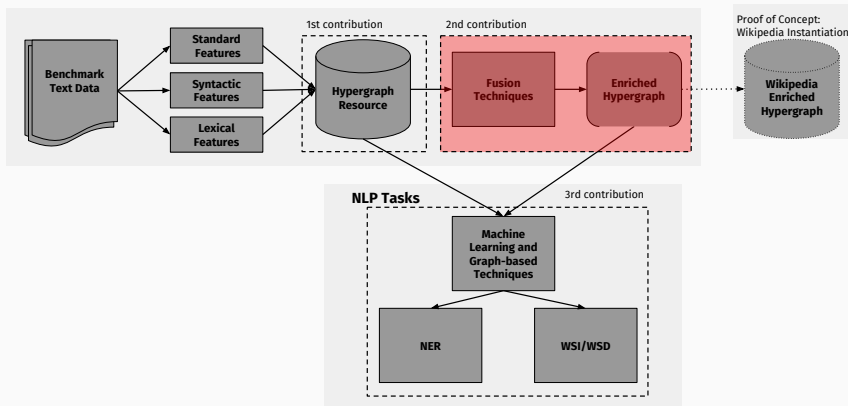 1st contribution
2nd contribution
Proof of Concept:
Wikipedia Instantiation
Benchmark
Text Data
Standard
Features
Syntactic
Features
Lexical
Features
Hypergraph
Resource
Fusion
Techniques
Enriched
Hypergraph
Wikipedia
Enriched
Hypergraph
NLP Tasks
3rd contribution
Machine
Learning and
Graph-based
Techniques
NER
WSI/WSD